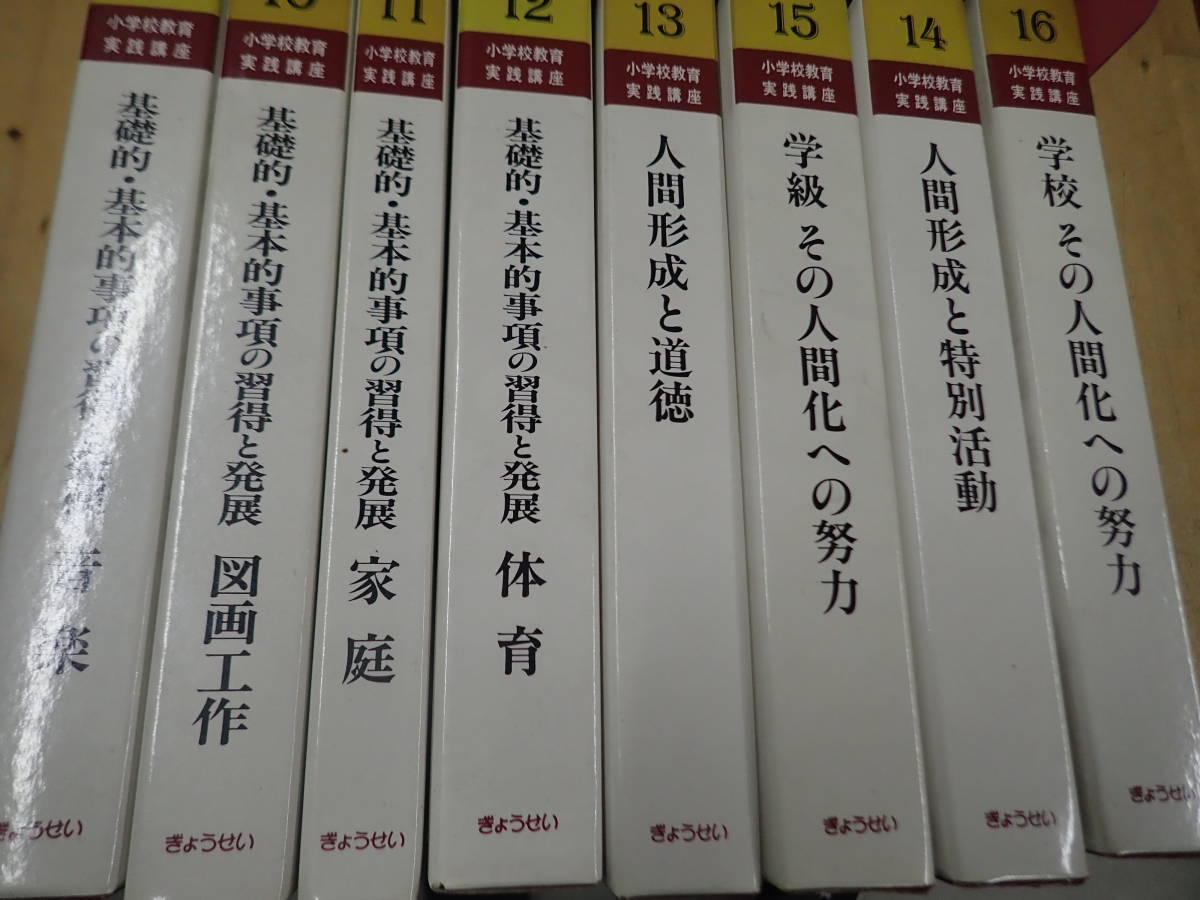 小学校教育
実践講座
基礎的・基本的事項の習得
音楽
ぎょうせい
10
小学校教育
実践講座
基礎的・基本的事項の習得と発展
図画工作
ぎょうせい
11
小学校教育
実践講座
基礎的・基本的事項の習得と発展
家庭
ぎょうせい
12
小学校教育
実践講座
基礎的・基本的事項の習得と発展
体育
ぎょうせい
13
小学校教育
実践講座
人間形成と道徳
ぎょうせい
15
小学校教育
実践講座
学級 その人間化への努力
ぎょうせい
14
小学校教育
実践講座
人間形成と特別活動
ぎょうせい
16
小学校教育
実践講座
学校 その人間化への努力
ぎょうせい